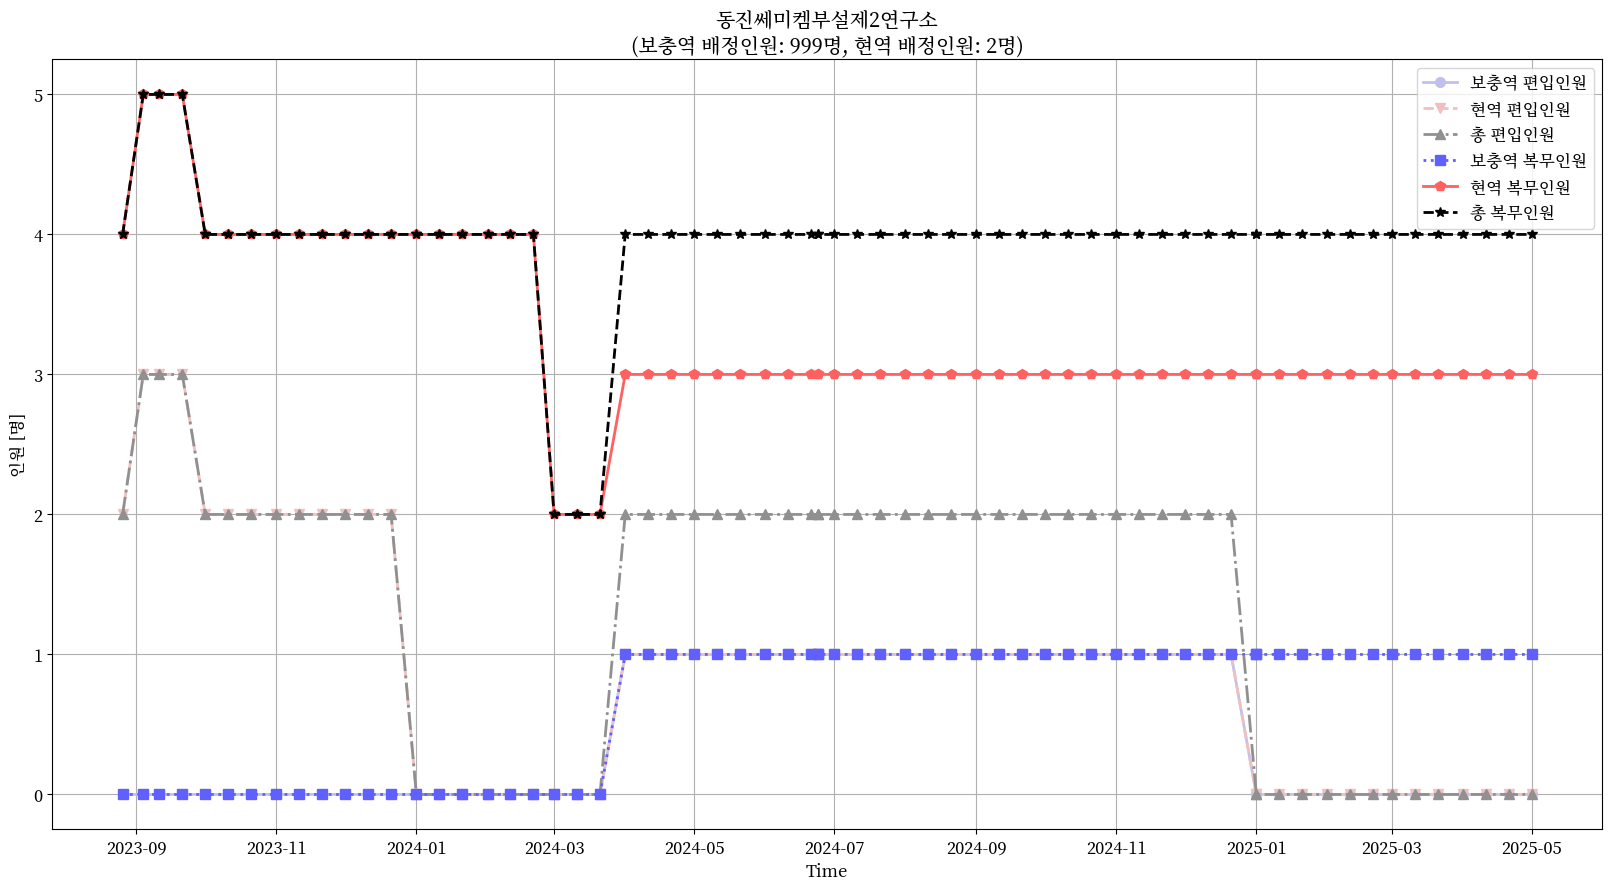 동진쎄미켐부설제2연구소
(보충역 배정인원: 999명, 현역 배정인원: 2명)
보충역 편입인원
현역 편입인원
총 편입인원
보충역 복무인원
현역 복무인원
총 복무인원
인원 [명]
5
4
3
2
1
0
2023-09
2023-11
2024-01
2024-03
2024-05
2024-07
2024-09
2024-11
2025-01
2025-03
2025-05
Time